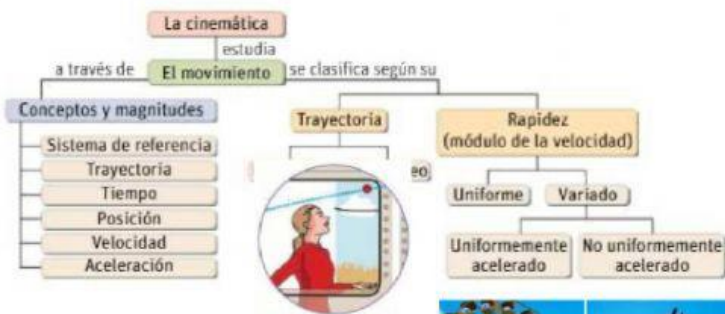 La cinemática
estudia
a través de
El movimiento
se clasifica según su
Conceptos y magnitudes
Sistema de referencia
Trayectoria
Tiempo
Posición
Velocidad
Aceleración
Trayectoria
Rapidez
(módulo de la velocidad)
Uniforme
Variado
Uniformemente
acelerado
No uniformemente
acelerado